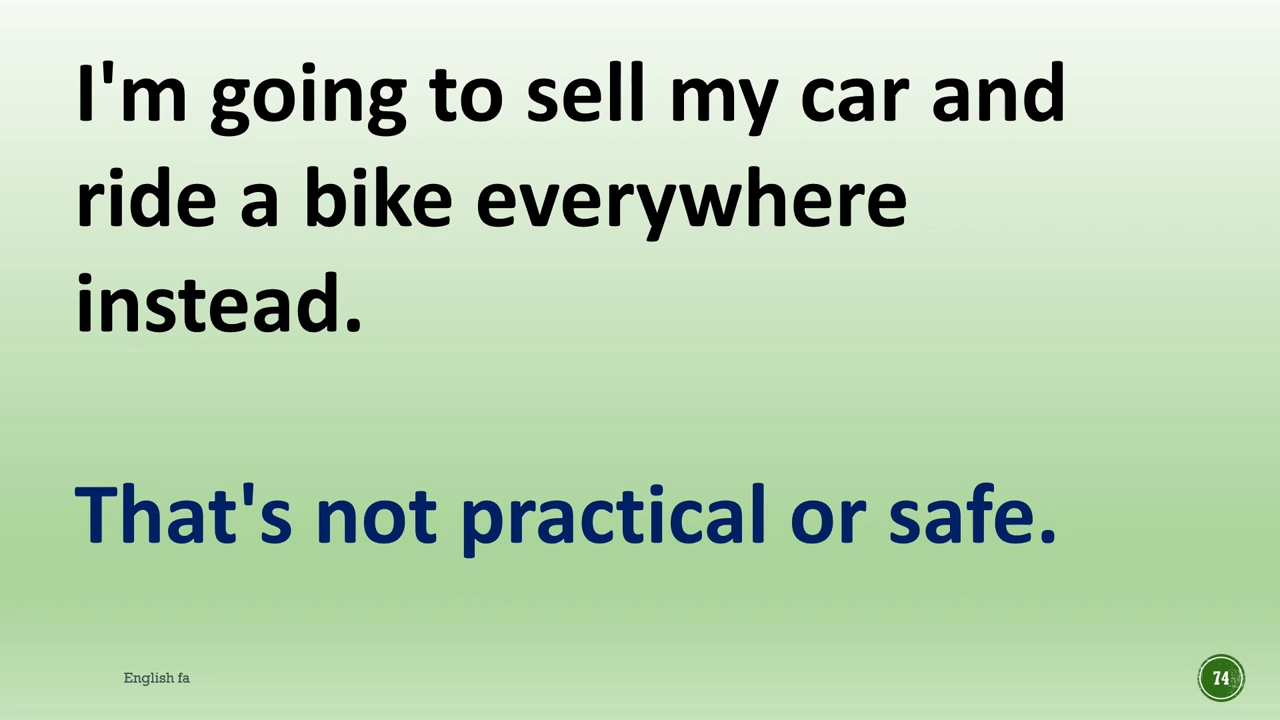 I'm going to sell my car and
ride a bike everywhere
instead.
That's not practical or safe.
English fa
74